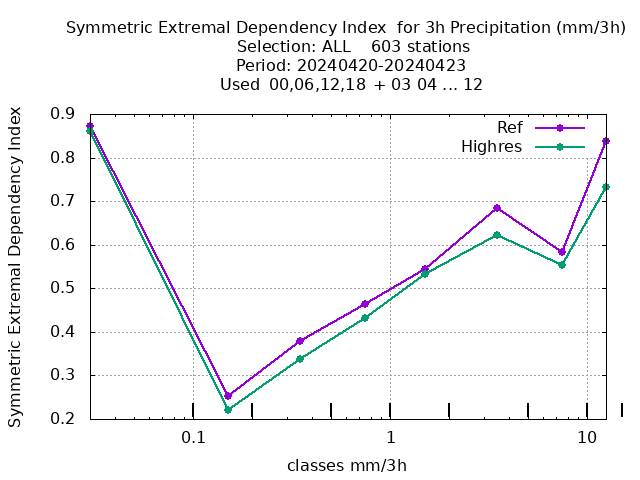 Symmetric Extremal Dependency Index  for 3h Precipitation (mm/3h)
Selection: ALL    603 stations
Period: 20240420-20240423
Used  00,06,12,18  + 03 04 ... 12
Symmetric Extremal Dependency Index
0.9
0.8
0.7
0.6
0.5
0.4
0.3
0.2
Ref
Highres
0.1 1 10
classes mm/3h